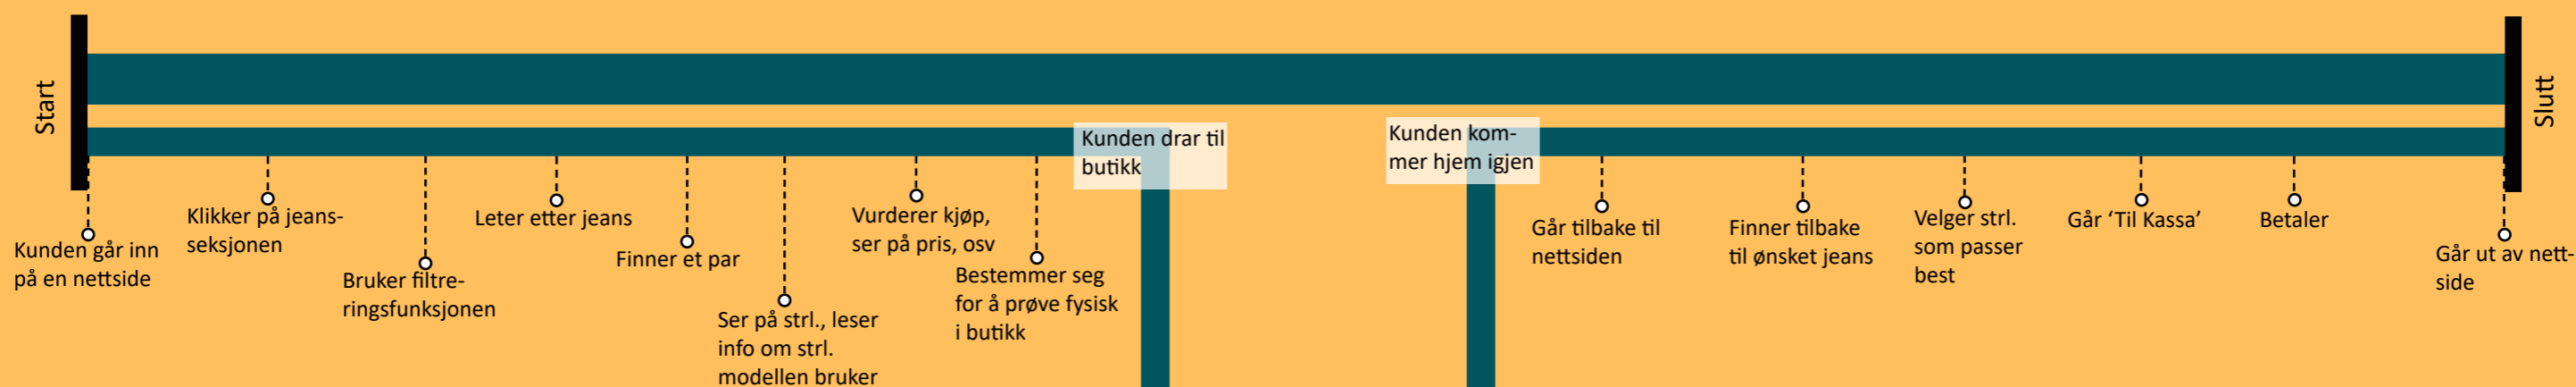 Start
Kunden går inn
på en nettside
Klikker på jeans-
seksjonen
Bruker filtre-
ringsfunksjonen
Leter etter jeans
Finner et par
Ser på strl., leser
info om strl.
modellen bruker
Vurderer kjøp,
ser på pris, osv
Bestemmer seg
for å prøve fysisk
i butikk
Kunden drar til
butikk
Kunden kom-
mer hjem igjen
Går tilbake til
nettsiden
Finner tilbake
til ønsket jeans
Velger strl.
som passer
best
Går ‘Til Kassa’
Betaler
Går ut av nett-
side
Slutt